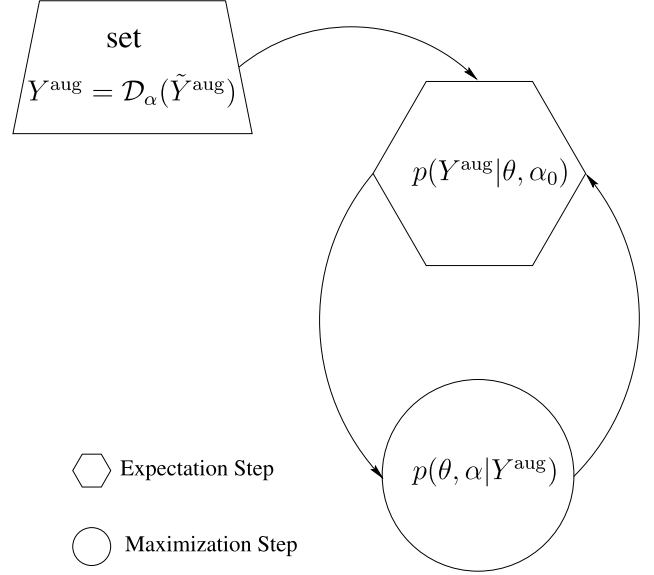 set
Y^aug = 𝒟_α(Ỹ^aug)
p(Y^aug|θ, α_0)
p(θ, α|Y^aug)
Expectation Step
Maximization Step